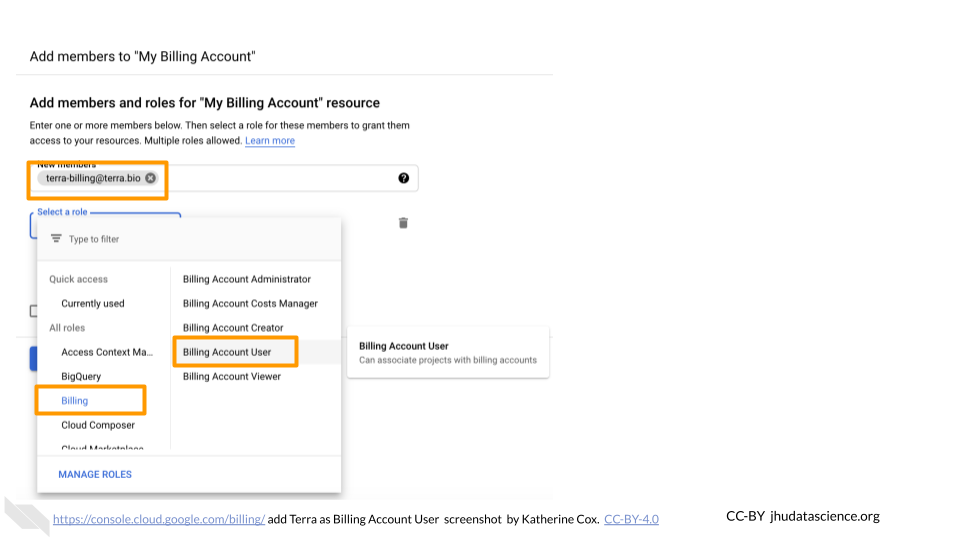 Add members to "My Billing Account"
Add members and roles for "My Billing Account" resource
Enter one or more members below. Then select a role for these members to grant them
access to your resources. Multiple roles allowed. Learn more
New members
terra-billing@terra.bio
Select a role
Type to filter
Quick access
Currently used
All roles
Access Context Ma...
BigQuery
Billing
Cloud Composer
Cloud Marketplace
Billing Account Administrator
Billing Account Costs Manager
Billing Account Creator
Billing Account User
Billing Account Viewer
Billing Account User
Can associate projects with billing accounts
MANAGE ROLES
https://console.cloud.google.com/billing/ add Terra as Billing Account User screenshot by Katherine Cox. CC-BY-4.0
CC-BY jhudatascience.org